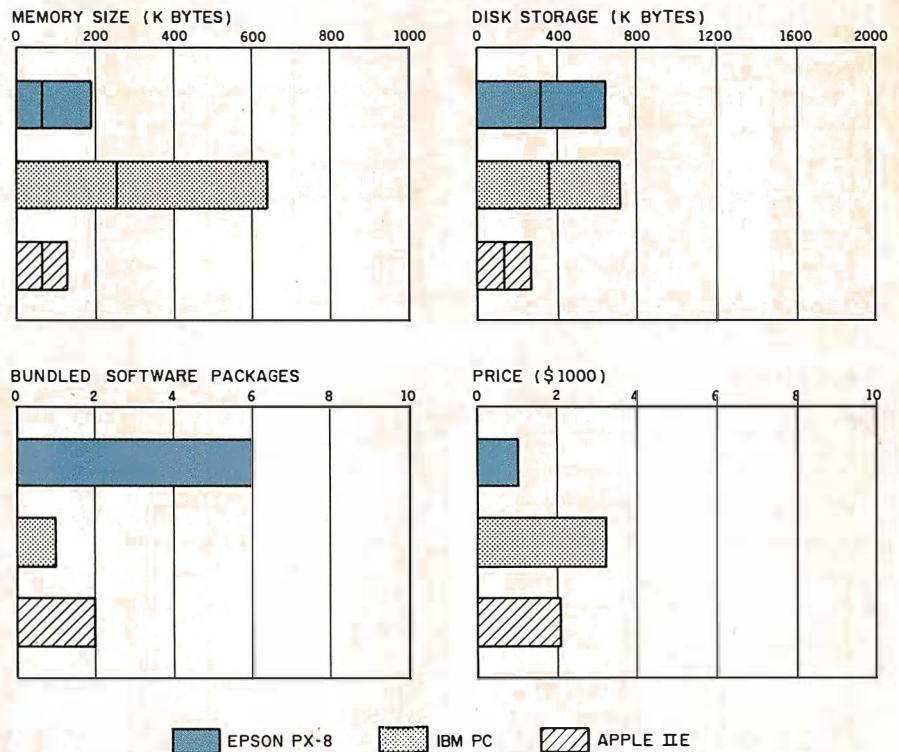 MEMORY SIZE (K BYTES)
0 200 400 600 800 1000
DISK STORAGE (K BYTES)
0 400 800 1200 1600 2000
BUNDLED SOFTWARE PACKAGES
0 2 4 6 8 10
PRICE ($1000)
0 2 4 6 8 10
EPSON PX-8
IBM PC
APPLE IIE